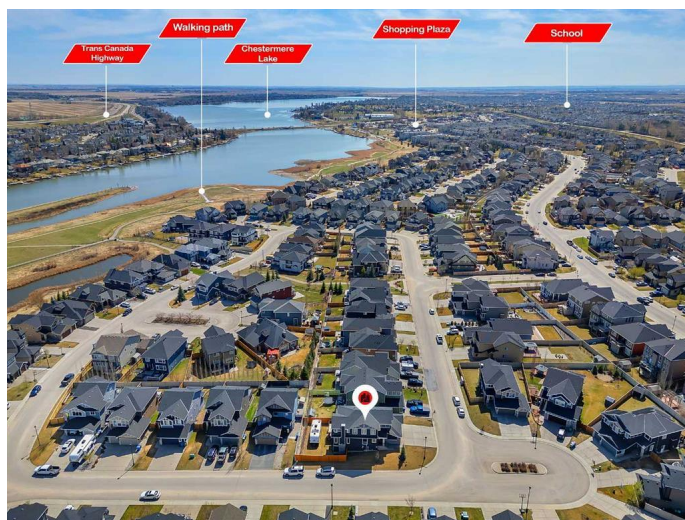 Trans Canada
Highway
Walking path
Chestermere
Lake
Shopping Plaza
School